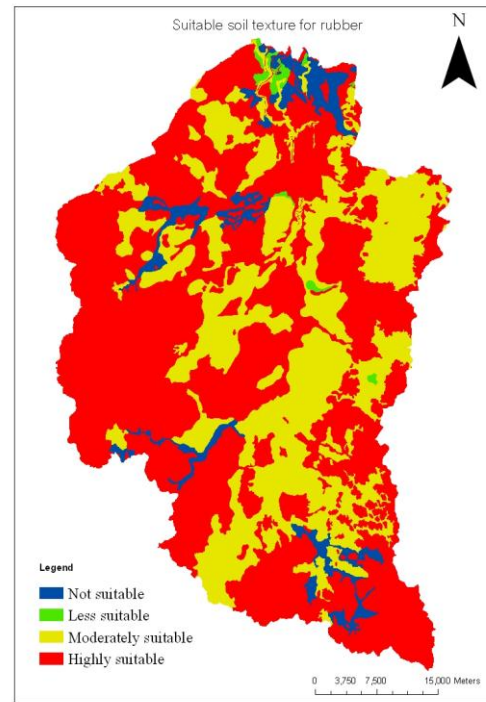 Suitable soil texture for rubber
N
Legend
Not suitable
Less suitable
Moderately suitable
Highly suitable
0 3,750 7,500 15,000 Meters